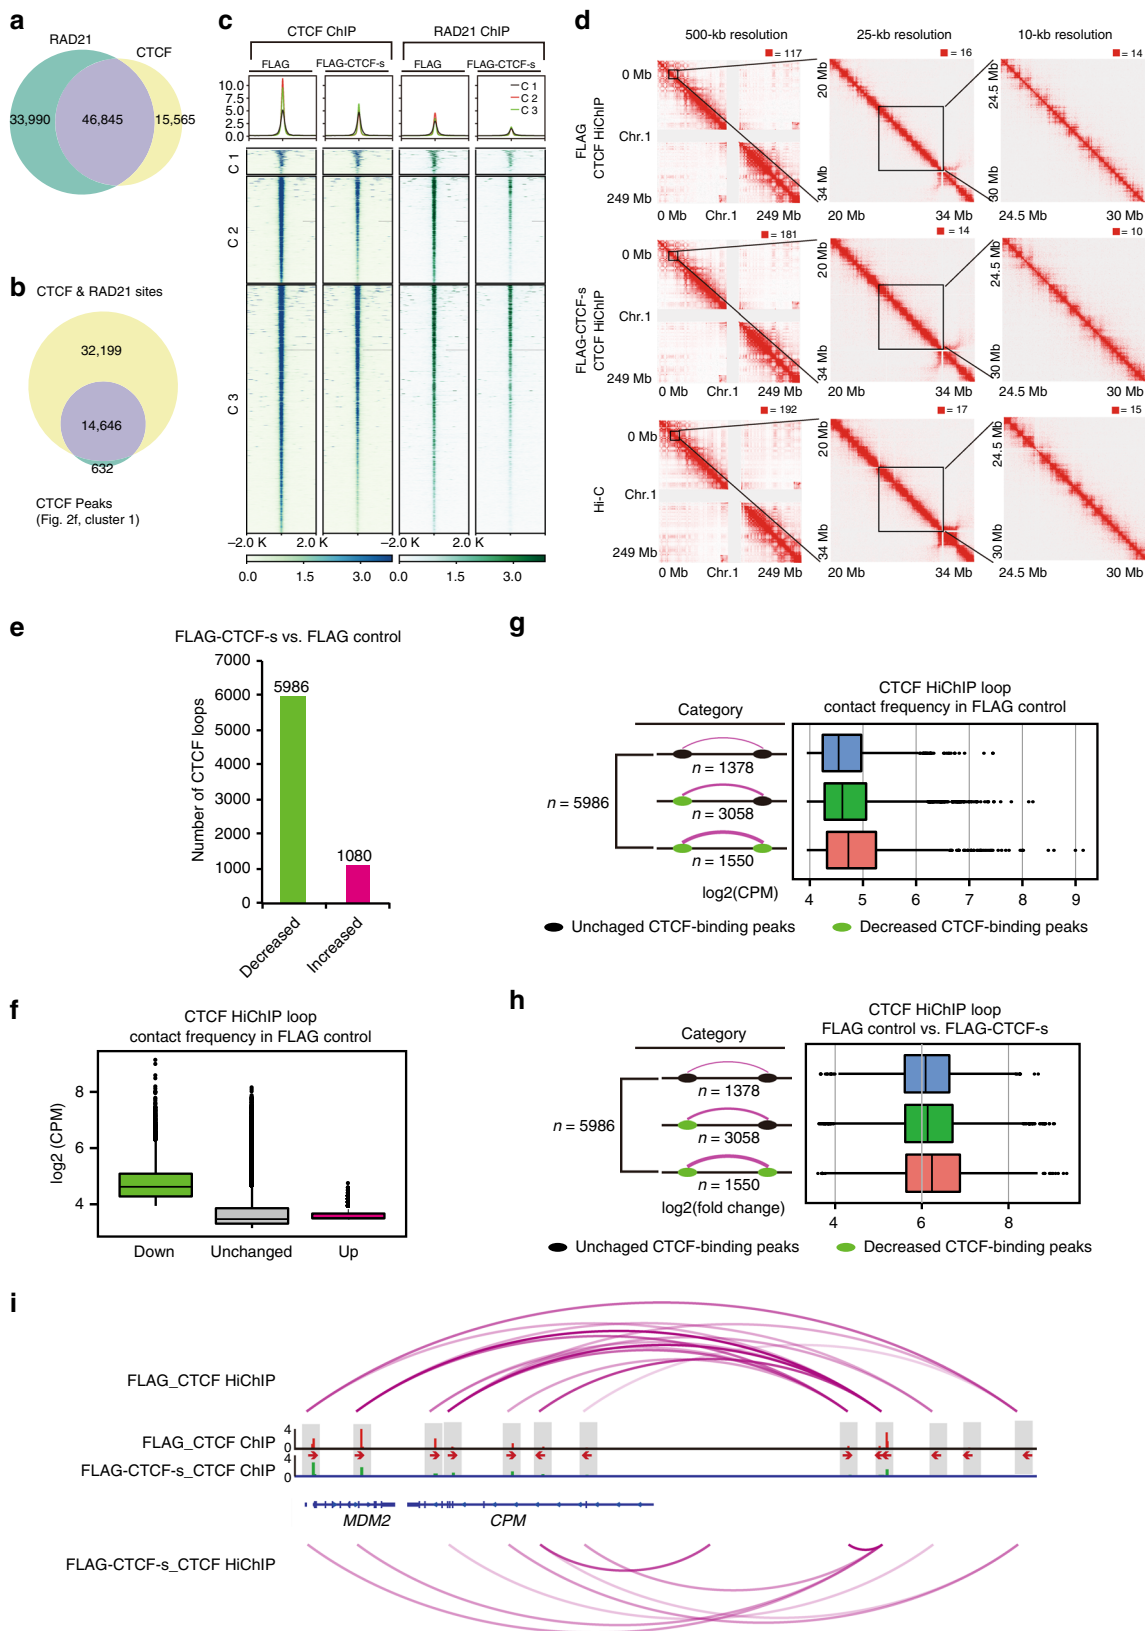 a
RAD21
CTCF
33,990
46,845
15,565
b
CTCF & RAD21 sites
32,199
14,646
632
CTCF Peaks
(Fig. 2f, cluster 1)
c
CTCF ChIP
RAD21 ChIP
FLAG
FLAG-CTCF-s
FLAG
FLAG-CTCF-s
10.0
7.5
5.0
2.5
0.0
C 1
C 2
C 3
C 1
C 2
C 3
−2.0 K
2.0 K
−2.0 K
2.0 K
0.0
1.5
3.0
0.0
1.5
3.0
d
500-kb resolution
25-kb resolution
10-kb resolution
= 117
= 16
= 14
FLAG
CTCF HiChIP
0 Mb
Chr.1
249 Mb
0 Mb
Chr.1
249 Mb
20 Mb
34 Mb
20 Mb
34 Mb
24.5 Mb
30 Mb
24.5 Mb
30 Mb
= 181
= 14
= 10
FLAG-CTCF-s
CTCF HiChIP
0 Mb
Chr.1
249 Mb
0 Mb
Chr.1
249 Mb
20 Mb
34 Mb
20 Mb
34 Mb
24.5 Mb
30 Mb
24.5 Mb
30 Mb
= 192
= 17
= 15
Hi-C
0 Mb
Chr.1
249 Mb
0 Mb
Chr.1
249 Mb
20 Mb
34 Mb
20 Mb
34 Mb
24.5 Mb
30 Mb
24.5 Mb
30 Mb
e
FLAG-CTCF-s vs. FLAG control
Number of CTCF loops
7000
6000
5000
4000
3000
2000
1000
0
5986
1080
Decreased
Increased
f
CTCF HiChIP loop
contact frequency in FLAG control
log2 (CPM)
8
6
4
Down
Unchanged
Up
g
CTCF HiChIP loop
contact frequency in FLAG control
Category
n = 5986
n = 1378
n = 3058
n = 1550
log2(CPM)
4
5
6
7
8
9
Unchaged CTCF-binding peaks
Decreased CTCF-binding peaks
h
CTCF HiChIP loop
FLAG control vs. FLAG-CTCF-s
Category
n = 5986
n = 1378
n = 3058
n = 1550
log2(fold change)
4
6
8
Unchaged CTCF-binding peaks
Decreased CTCF-binding peaks
i
FLAG_CTCF HiChIP
FLAG_CTCF ChIP
4
0
FLAG-CTCF-s_CTCF ChIP
4
0
MDM2
CPM
FLAG-CTCF-s_CTCF HiChIP